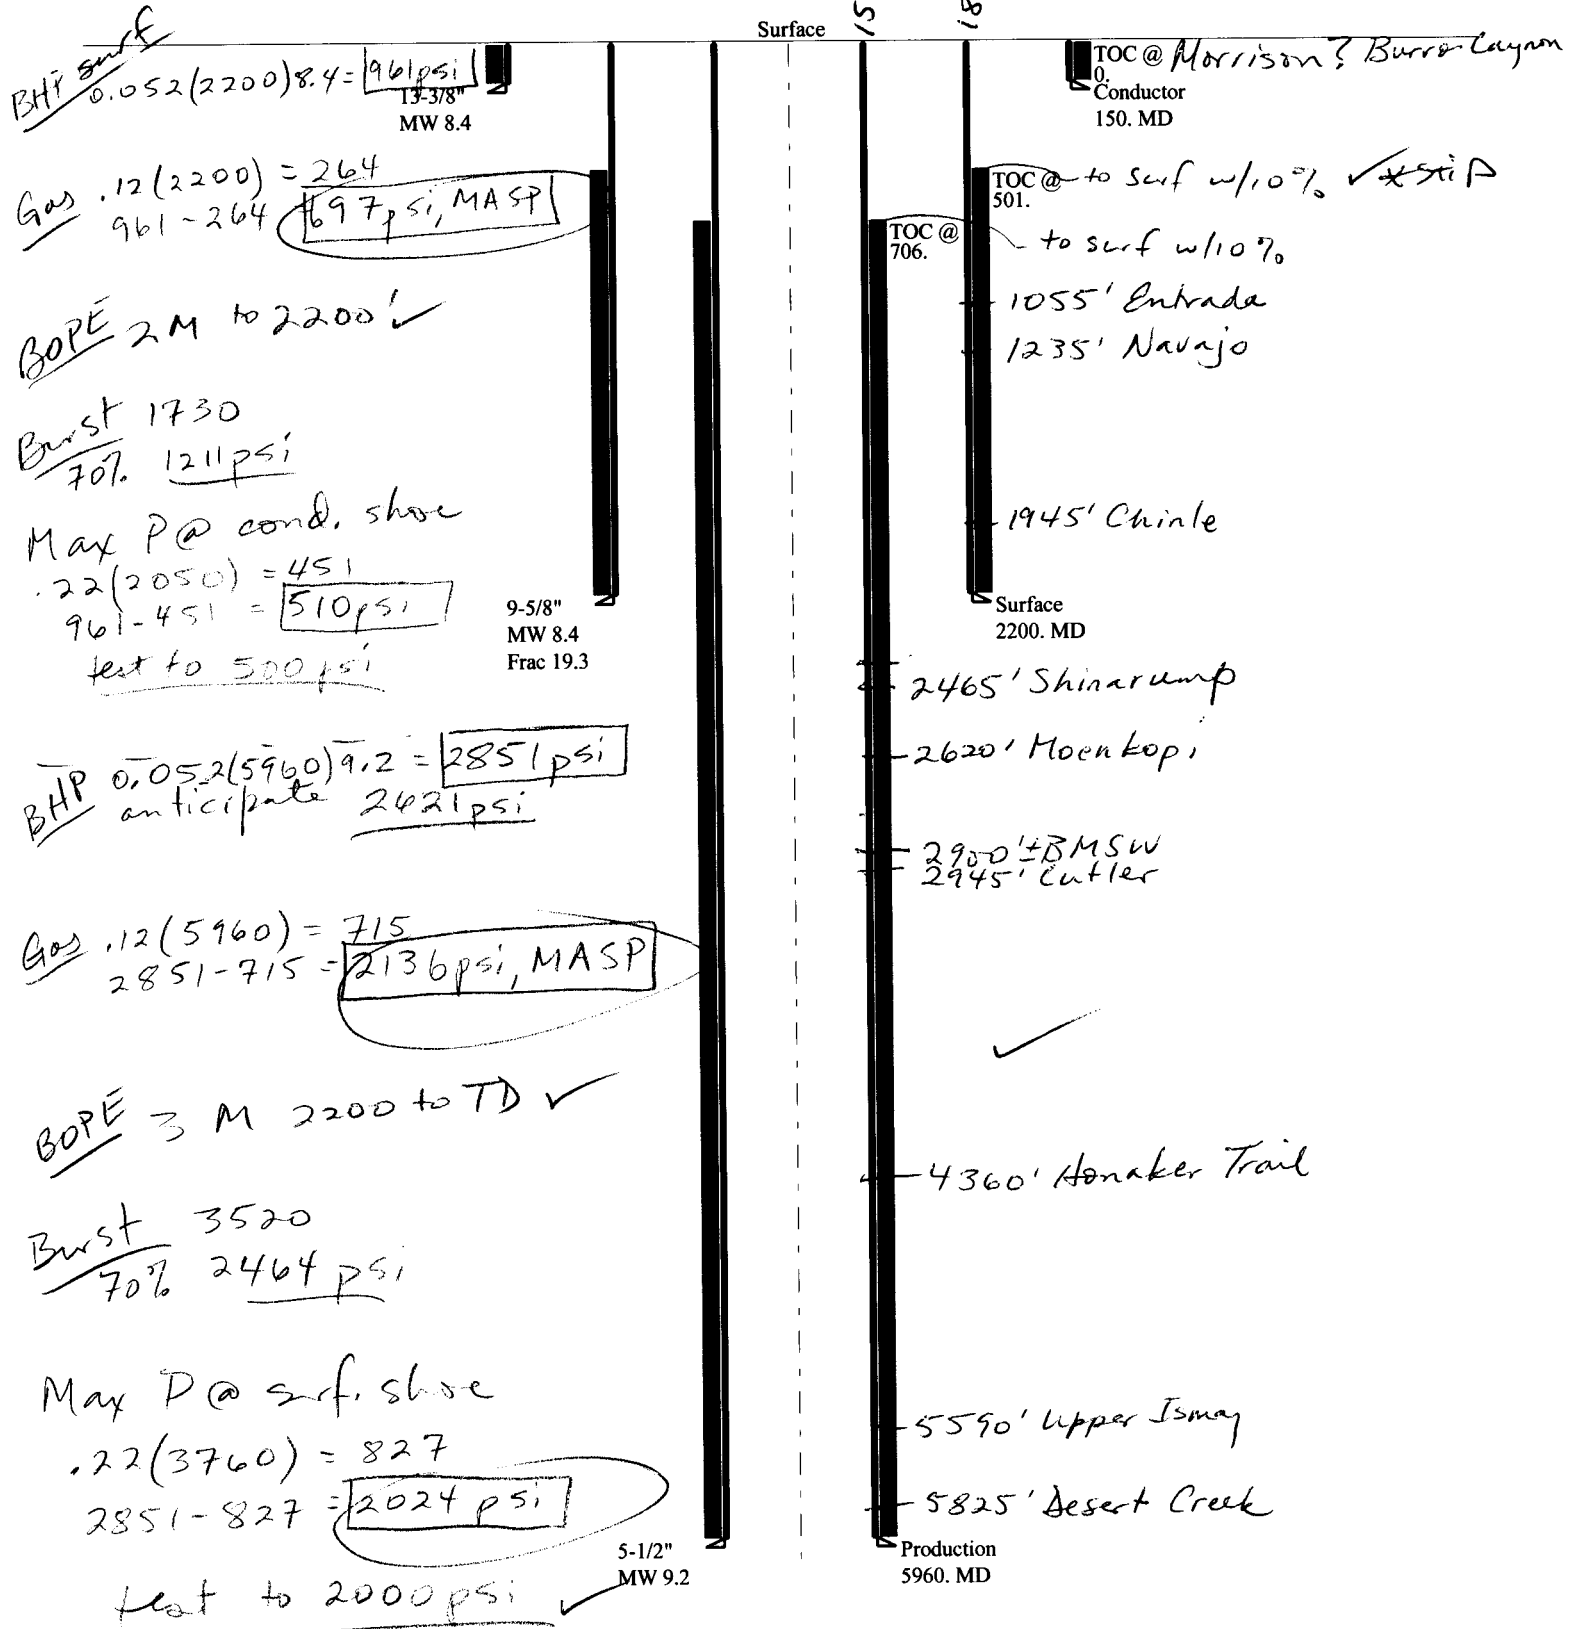 Surface
15
18
BHP surf
0.052(2200)8.4= 961psi
13-3/8"
MW 8.4
TOC @ Morrison? Burro Caynon
0.
Conductor
150. MD
Gas .12(2200) = 264
961-264 697psi, MASP
TOC @ to surf w/10% ✓ *stip
501.
TOC @ to surf w/10%
706.
1055' Entrada
1235' Navajo
BOPE 2M to 2200' ✓
Burst 1730
70% 1211psi
1945' Chinle
Max P@ cond. shoe
.22(2050) = 451
961-451 = 510psi
test to 500psi
9-5/8"
MW 8.4
Frac 19.3
Surface
2200. MD
2465' Shinarump
2620' Moenkopi
BHP 0.052(5960)9.2 = 2851psi
anticipate 2621psi
2900'± BMSW
2945' Cutler
Gas .12(5960) = 715
2851-715 = 2136psi, MASP
✓
BOPE 3 M 2200 to TD ✓
4360' Honaker Trail
Burst 3520
70% 2464 psi
Max P@ surf. shoe
.22(3760) = 827
2851-827 = 2024 psi
test to 2000psi ✓
5590' Upper Ismay
5825' Desert Creek
5-1/2"
MW 9.2
Production
5960. MD